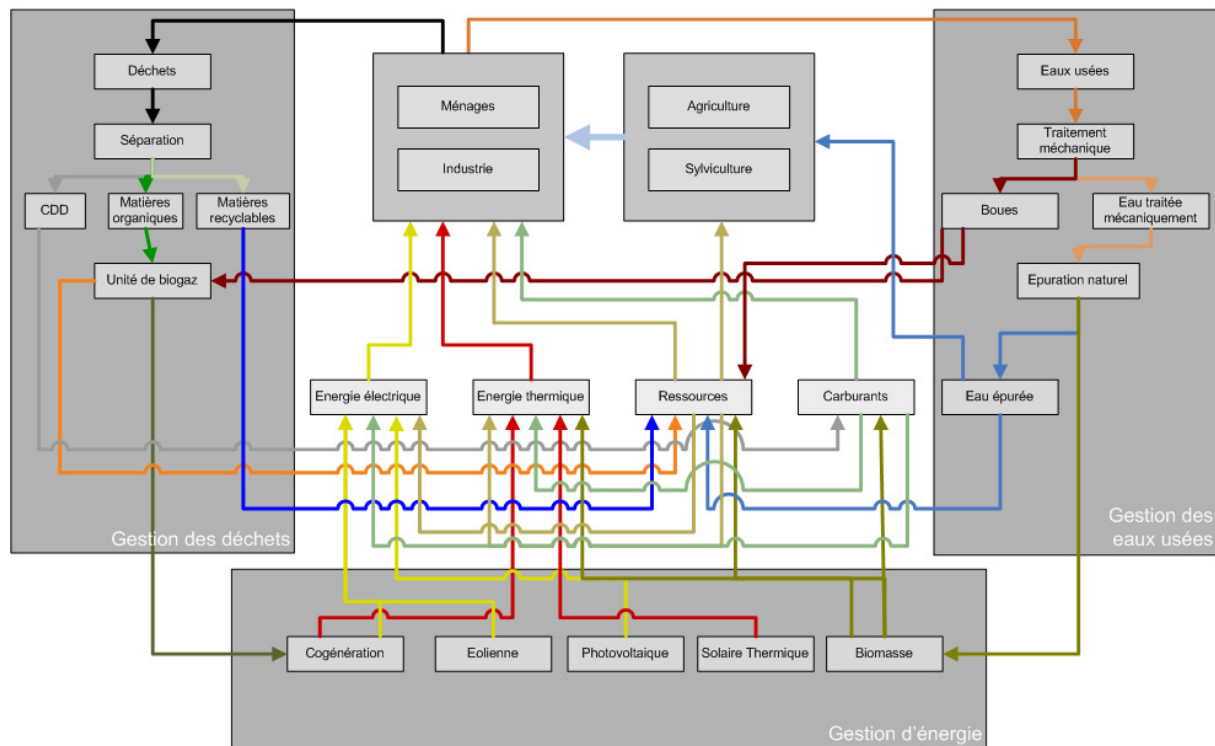 Déchets
Séparation
CDD
Matières
organiques
Matières
recyclables
Unité de biogaz
Gestion des déchets
Ménages
Industrie
Agriculture
Sylviculture
Eaux usées
Traitement
méchanique
Boues
Eau traitée
mécaniquement
Epuration naturel
Eau épurée
Gestion des
eaux usées
Energie électrique
Energie thermique
Ressources
Carburants
Cogénération
Eolienne
Photovoltaique
Solaire Thermique
Biomasse
Gestion d'énergie